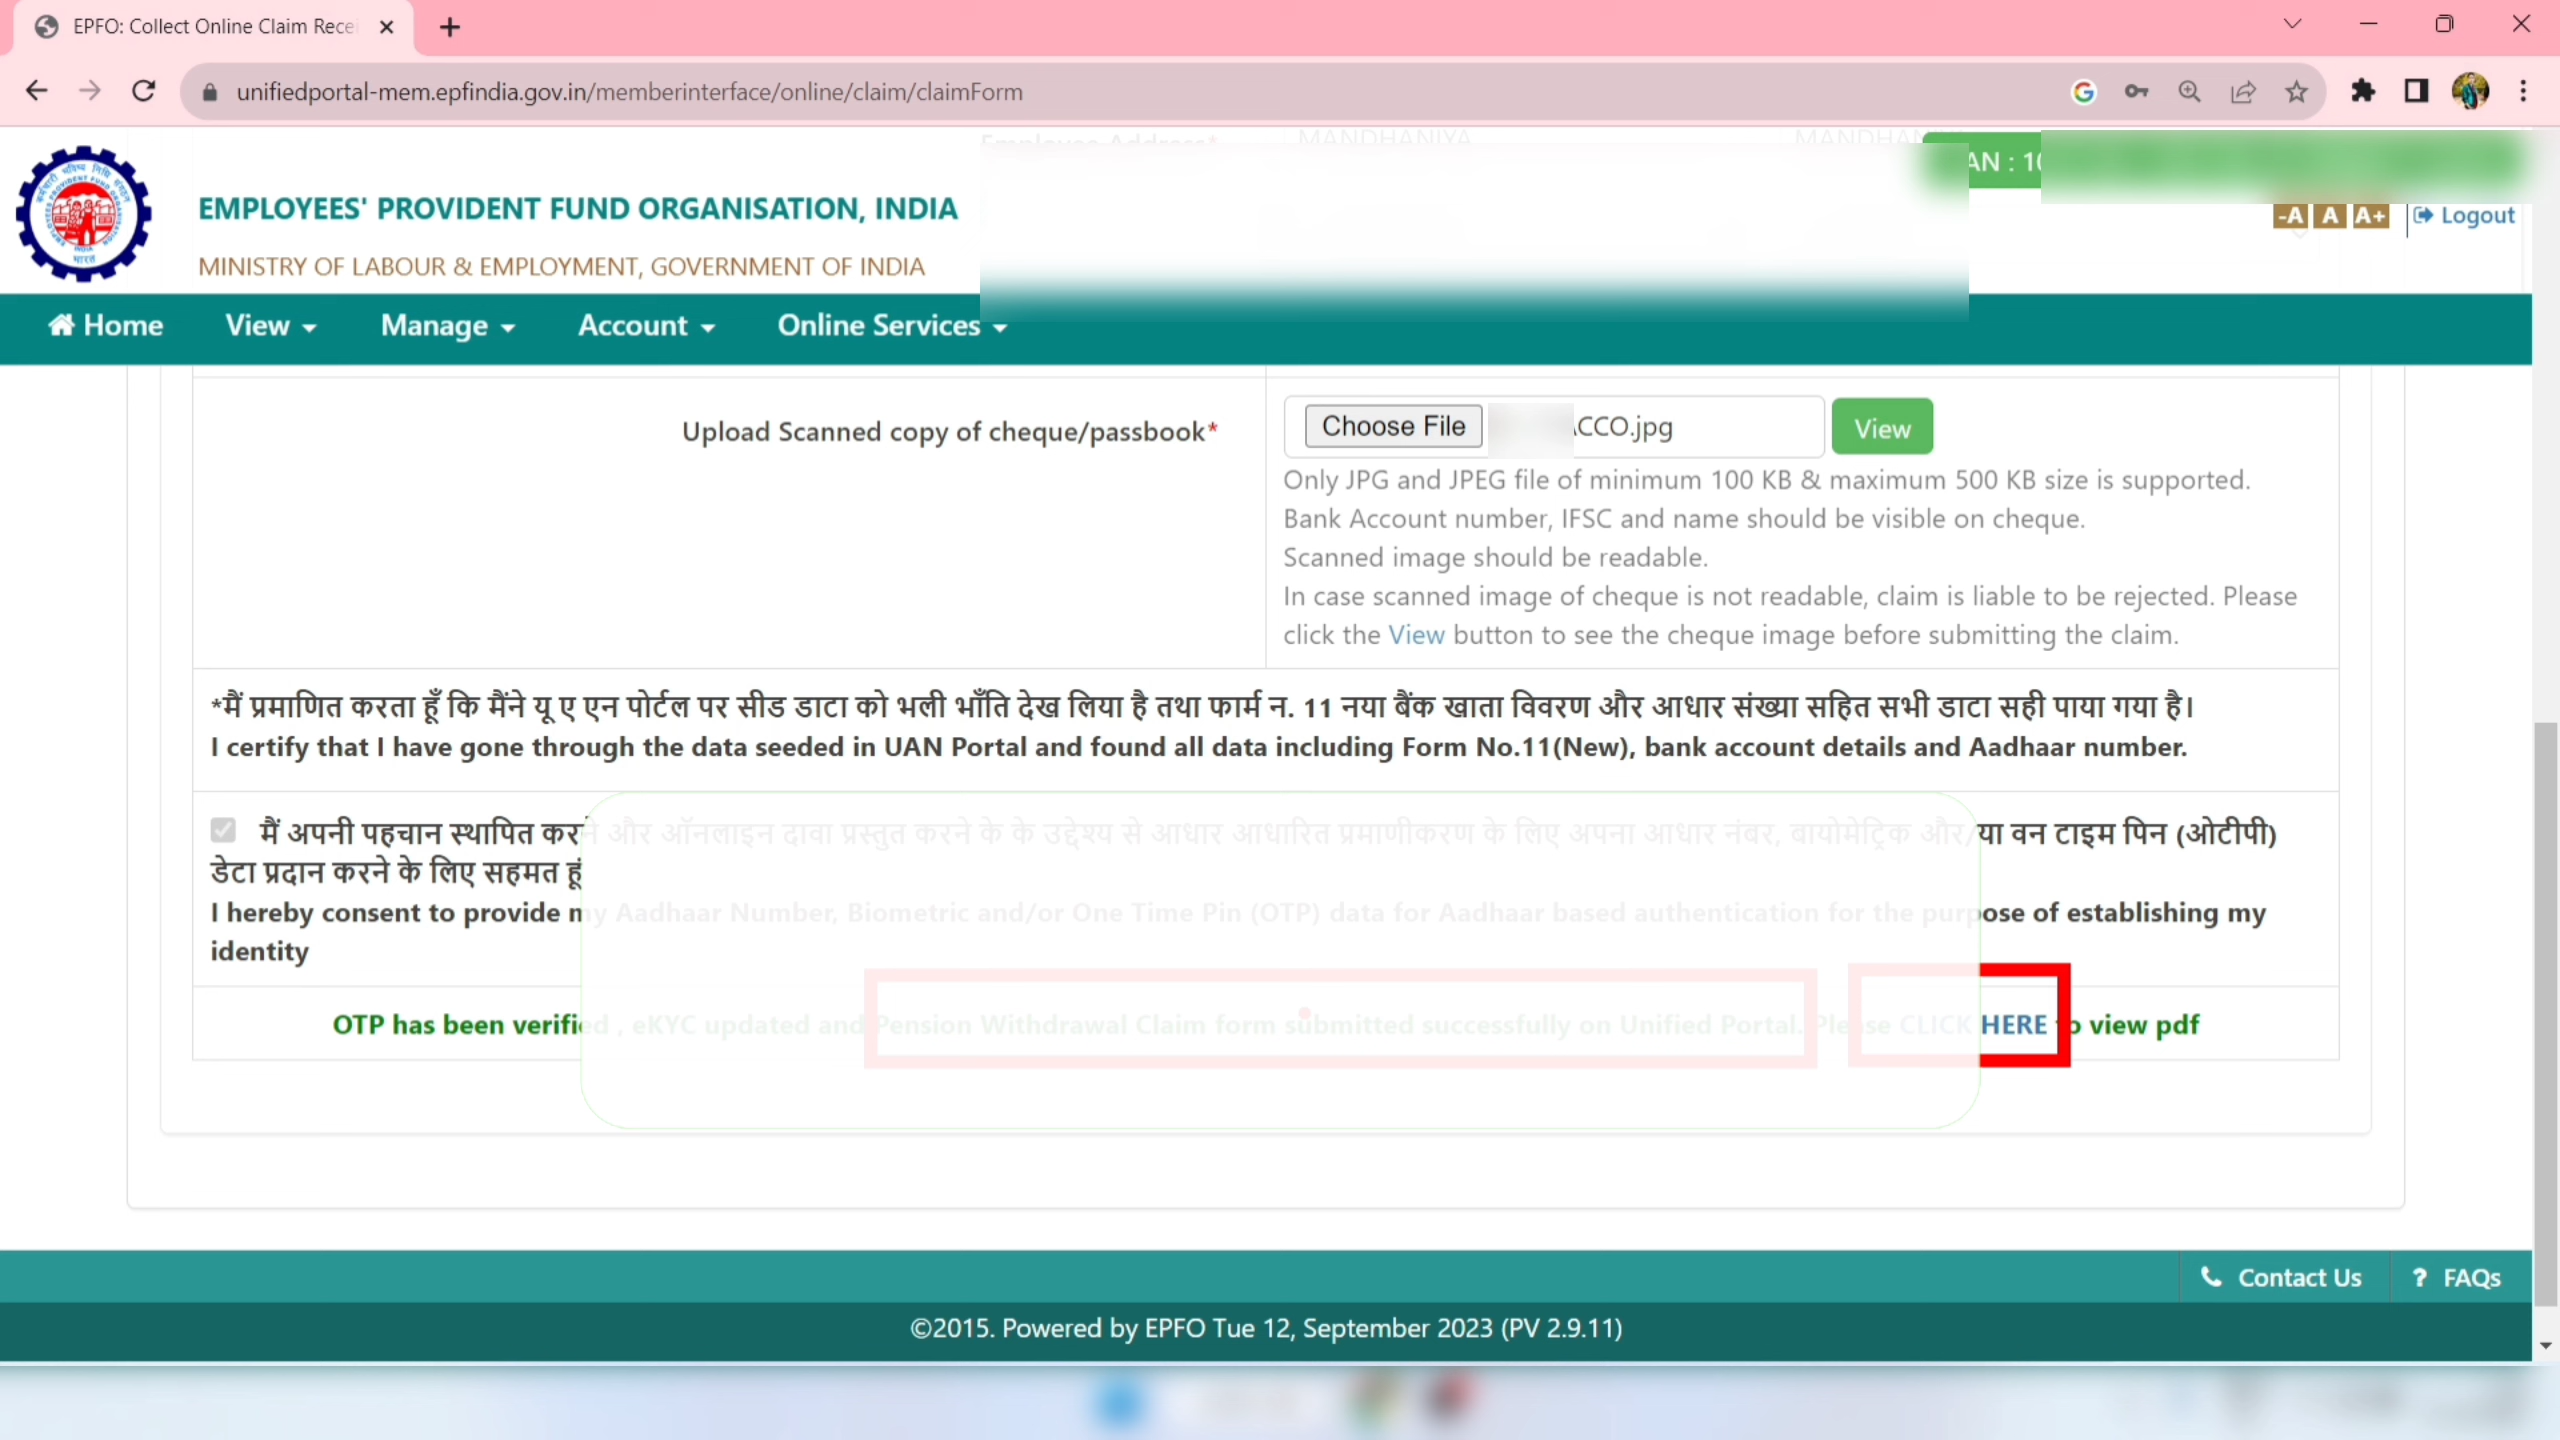 EPFO: Collect Online Claim Recei
unifiedportal-mem.epfindia.gov.in/memberinterface/online/claim/claimForm
Employee Address*
MANDHANIYA
MANDHANI
AN : 10
EMPLOYEES' PROVIDENT FUND ORGANISATION, INDIA
MINISTRY OF LABOUR & EMPLOYMENT, GOVERNMENT OF INDIA
-A A A+ Logout
Home View Manage Account Online Services
Upload Scanned copy of cheque/passbook*
Choose File CCO.jpg View
Only JPG and JPEG file of minimum 100 KB & maximum 500 KB size is supported.
Bank Account number, IFSC and name should be visible on cheque.
Scanned image should be readable.
In case scanned image of cheque is not readable, claim is liable to be rejected. Please
click the View button to see the cheque image before submitting the claim.
*मैं प्रमाणित करता हूँ कि मैंने यू ए एन पोर्टल पर सीड डाटा को भली भाँति देख लिया है तथा फार्म न. 11 नया बैंक खाता विवरण और आधार संख्या सहित सभी डाटा सही पाया गया है।
I certify that I have gone through the data seeded in UAN Portal and found all data including Form No.11(New), bank account details and Aadhaar number.
मैं अपनी पहचान स्थापित करने और ऑनलाइन दावा प्रस्तुत करने के के उद्देश्य से आधार आधारित प्रमाणीकरण के लिए अपना आधार नंबर, बायोमेट्रिक और/या वन टाइम पिन (ओटीपी)
डेटा प्रदान करने के लिए सहमत हूं
I hereby consent to provide my Aadhaar Number, Biometric and/or One Time Pin (OTP) data for Aadhaar based authentication for the purpose of establishing my
identity
OTP has been verified , eKYC updated and Pension Withdrawal Claim form submitted successfully on Unified Portal. Please CLICK HERE to view pdf
Contact Us ? FAQs
©2015. Powered by EPFO Tue 12, September 2023 (PV 2.9.11)